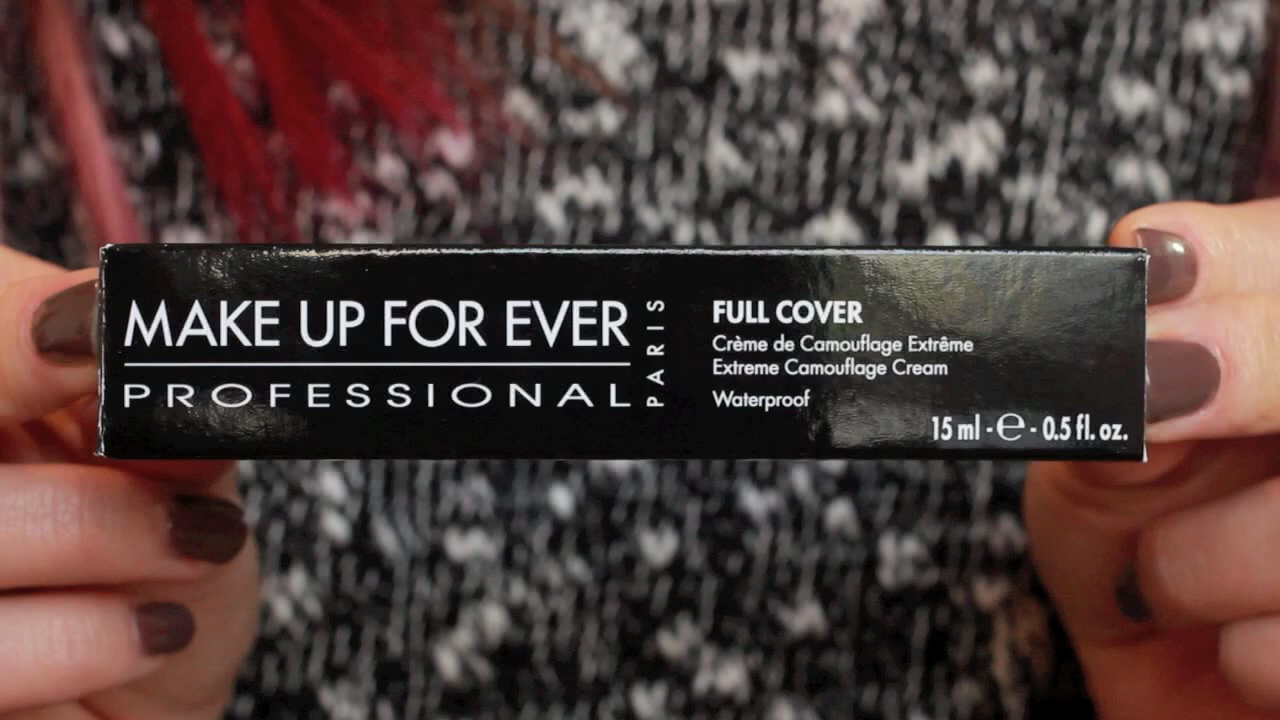 MAKE UP FOR EVER
PROFESSIONAL
PARIS
FULL COVER
Crème de Camouflage Extrême
Extreme Camouflage Cream
Waterproof
15 ml - ℮ - 0.5 fl. oz.